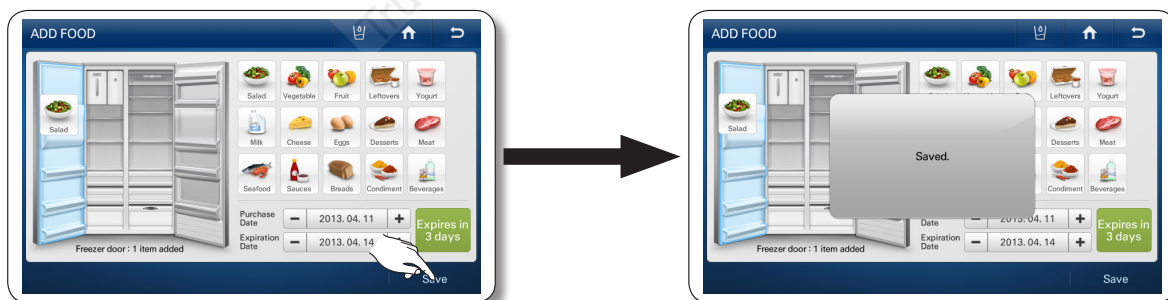 ADD FOOD
Salad
Salad Vegetable Fruit Leftovers Yogurt
Milk Cheese Eggs Desserts Meat
Seafood Sauces Breads Condiment Beverages
Purchase
Date
− 2013. 04. 11 +
Expiration
Date
− 2013. 04. 14
Expires in
3 days
Freezer door : 1 item added
Save
ADD FOOD
Salad
Leftovers Yogurt
Desserts Meat
Condiment Beverages
Saved.
Date
− 2013. 04. 11 +
Expiration
Date
− 2013. 04. 14 +
Expires in
3 days
Freezer door : 1 item added
Save